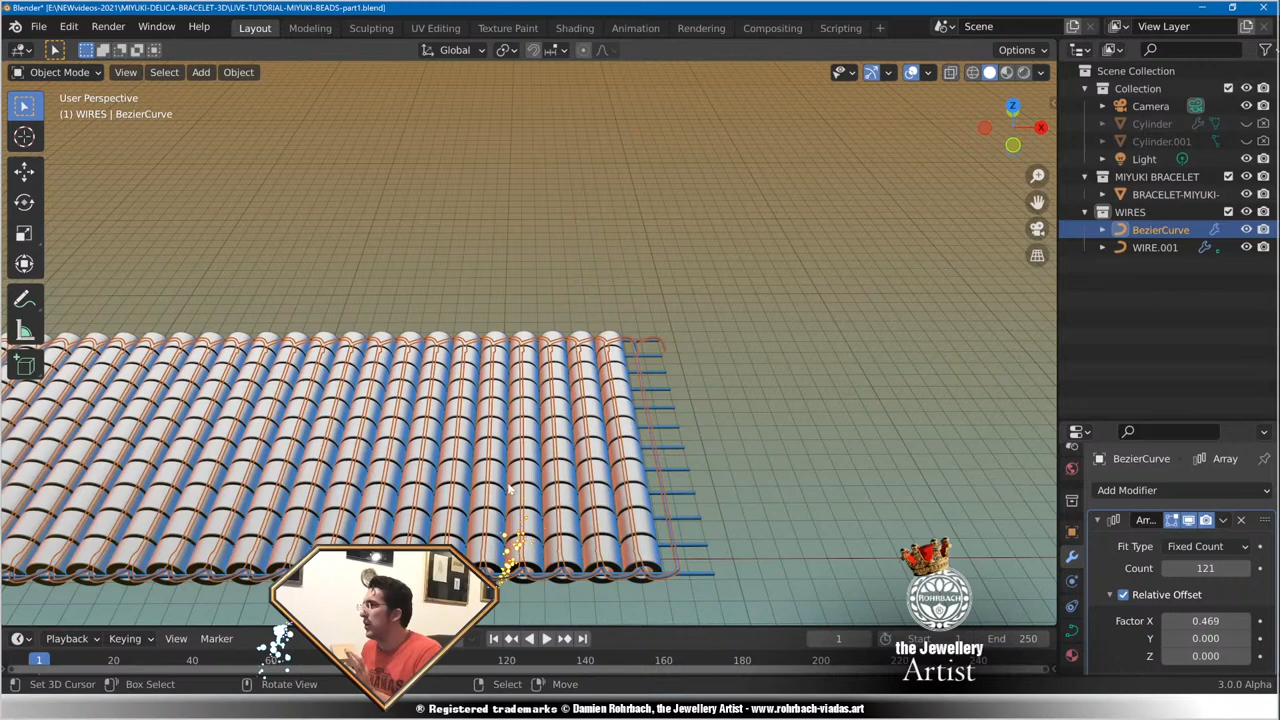 Blender* [E:\NEWvideos-2021\MIYUKI-DELICA-BRACELET-3D\LIVE-TUTORIAL-MIYUKI-BEADS-part1.blend]
File Edit Render Window Help Layout Modeling Sculpting UV Editing Texture Paint Shading Animation Rendering Compositing Scripting + Scene View Layer
Global Options
Object Mode View Select Add Object
User Perspective
(1) WIRES | BezierCurve
Z
X
Scene Collection
Collection
Camera
Cylinder
Cylinder.001
Light
MIYUKI BRACELET
BRACELET-MIYUKI-
WIRES
BezierCurve
WIRE.001
BezierCurve Array
Add Modifier
Arr...
Fit Type Fixed Count
Count 121
Relative Offset
Factor X 0.469
Y 0.000
Z 0.000
ROHRBACH
the Jewellery
Artist
Playback Keying View Marker 1 Start 1 End 250
1 20 40 60 120 140 160 180 200 220 240
Set 3D Cursor Box Select Rotate View Select Move 3.0.0 Alpha
® Registered trademarks © Damien Rohrbach, the Jewellery Artist - www.rohrbach-viadas.art